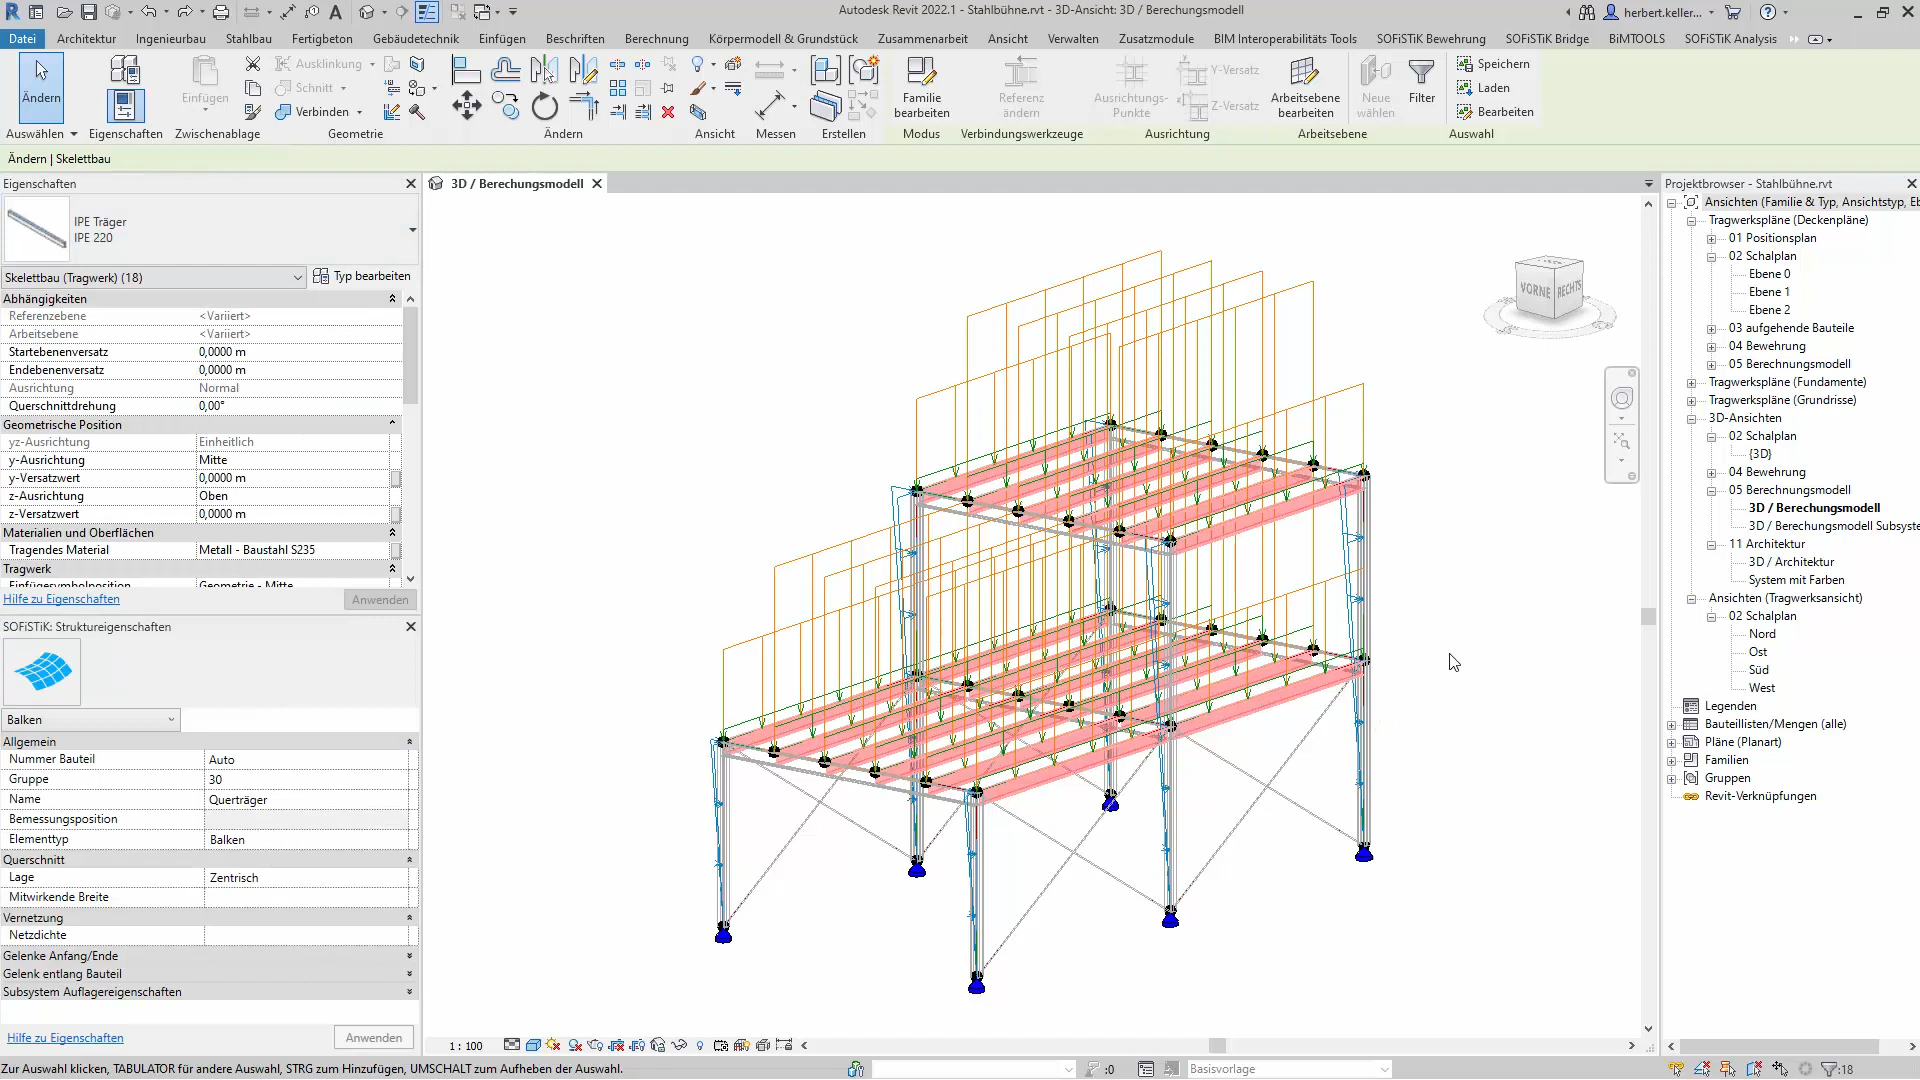 Autodesk Revit 2022.1 - Stahlbühne.rvt - 3D-Ansicht: 3D / Berechungsmodell
herbert.keller...
Datei Architektur Ingenieurbau Stahlbau Fertigbeton Gebäudetechnik Einfügen Beschriften Berechnung Körpermodell & Grundstück Zusammenarbeit Ansicht Verwalten Zusatzmodule BIM Interoperabilitäts Tools SOFiSTiK Bewehrung SOFiSTiK Bridge BiMTOOLS SOFiSTiK Analysis
Ausklinkung
Schnitt
Verbinden
Ändern
Einfügen
Familie bearbeiten
Referenz ändern
Ausrichtungs-Punkte
Y-Versatz
Z-Versatz
Arbeitsebene bearbeiten
Neue wählen
Filter
Speichern
Laden
Bearbeiten
Auswählen Eigenschaften Zwischenablage Geometrie Ändern Ansicht Messen Erstellen Modus Verbindungswerkzeuge Ausrichtung Arbeitsebene Auswahl
Ändern | Skelettbau
Eigenschaften
IPE Träger
IPE 220
Skelettbau (Tragwerk) (18)
Typ bearbeiten
Abhängigkeiten
Referenzebene <Variiert>
Arbeitsebene <Variiert>
Startebenenversatz 0,0000 m
Endebenenversatz 0,0000 m
Ausrichtung Normal
Querschnittdrehung 0,00°
Geometrische Position
yz-Ausrichtung Einheitlich
y-Ausrichtung Mitte
y-Versatzwert 0,0000 m
z-Ausrichtung Oben
z-Versatzwert 0,0000 m
Materialien und Oberflächen
Tragendes Material Metall - Baustahl S235
Tragwerk
Einfügesymbolposition Geometrie - Mitte
Hilfe zu Eigenschaften
Anwenden
SOFiSTiK: Struktureigenschaften
Balken
Allgemein
Nummer Bauteil Auto
Gruppe 30
Name Querträger
Bemessungsposition
Elementtyp Balken
Querschnitt
Lage Zentrisch
Mitwirkende Breite
Vernetzung
Netzdichte
Gelenke Anfang/Ende
Gelenk entlang Bauteil
Subsystem Auflagereigenschaften
Hilfe zu Eigenschaften
Anwenden
3D / Berechungsmodell
VORNE
RECHTS
1 : 100
Projektbrowser - Stahlbühne.rvt
Ansichten (Familie & Typ, Ansichtstyp, Eb
Tragwerkspläne (Deckenpläne)
01 Positionsplan
02 Schalplan
Ebene 0
Ebene 1
Ebene 2
03 aufgehende Bauteile
04 Bewehrung
05 Berechnungsmodell
Tragwerkspläne (Fundamente)
Tragwerkspläne (Grundrisse)
3D-Ansichten
02 Schalplan
{3D}
04 Bewehrung
05 Berechnungsmodell
3D / Berechungsmodell
3D / Berechungsmodell Subsyste
11 Architektur
3D / Architektur
System mit Farben
Ansichten (Tragwerksansicht)
02 Schalplan
Nord
Ost
Süd
West
Legenden
Bauteillisten/Mengen (alle)
Pläne (Planart)
Familien
Gruppen
Revit-Verknüpfungen
Zur Auswahl klicken, TABULATOR für andere Auswahl, STRG zum Hinzufügen, UMSCHALT zum Aufheben der Auswahl.
:0
Basisvorlage
:18